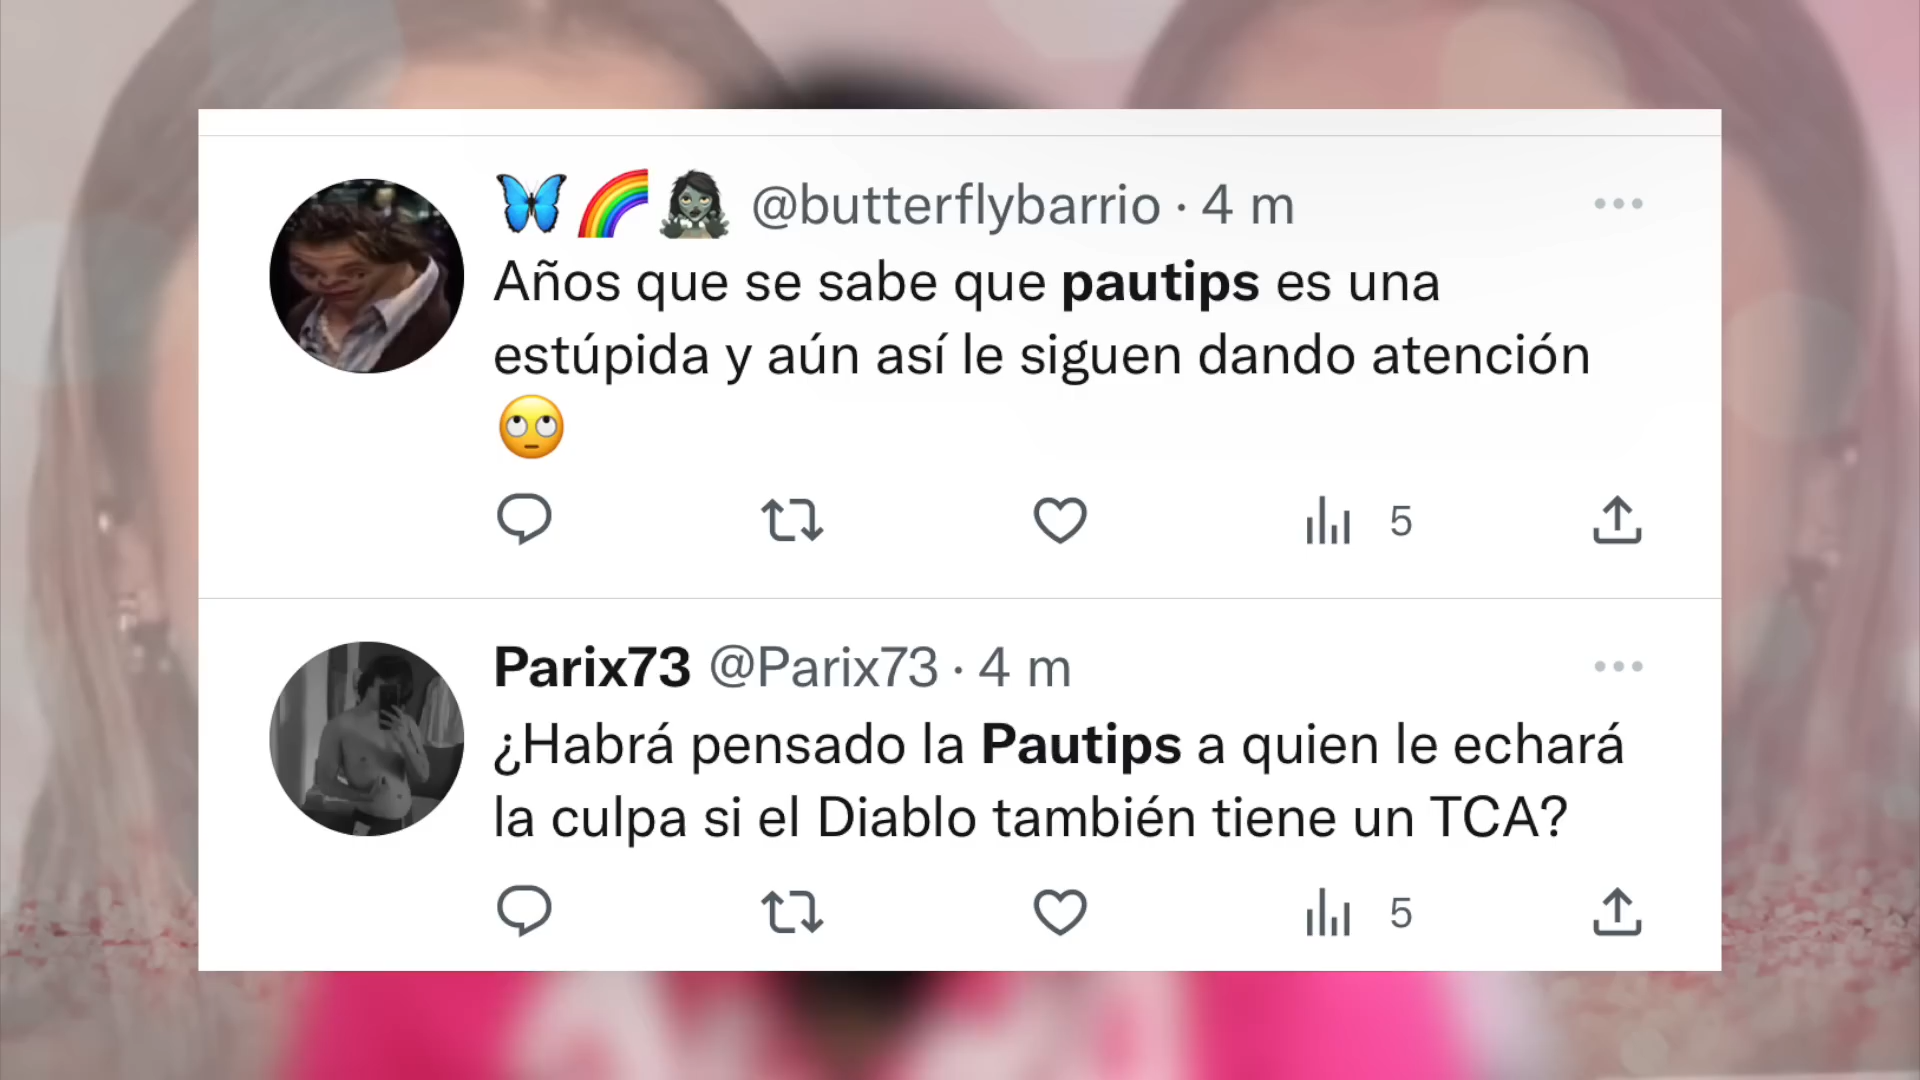 🦋🌈🧟‍♀️ @butterflybarrio · 4 m
Años que se sabe que pautips es una
estúpida y aún así le siguen dando atención
🙄
5
Parix73 @Parix73 · 4 m
¿Habrá pensado la Pautips a quien le echará
la culpa si el Diablo también tiene un TCA?
5